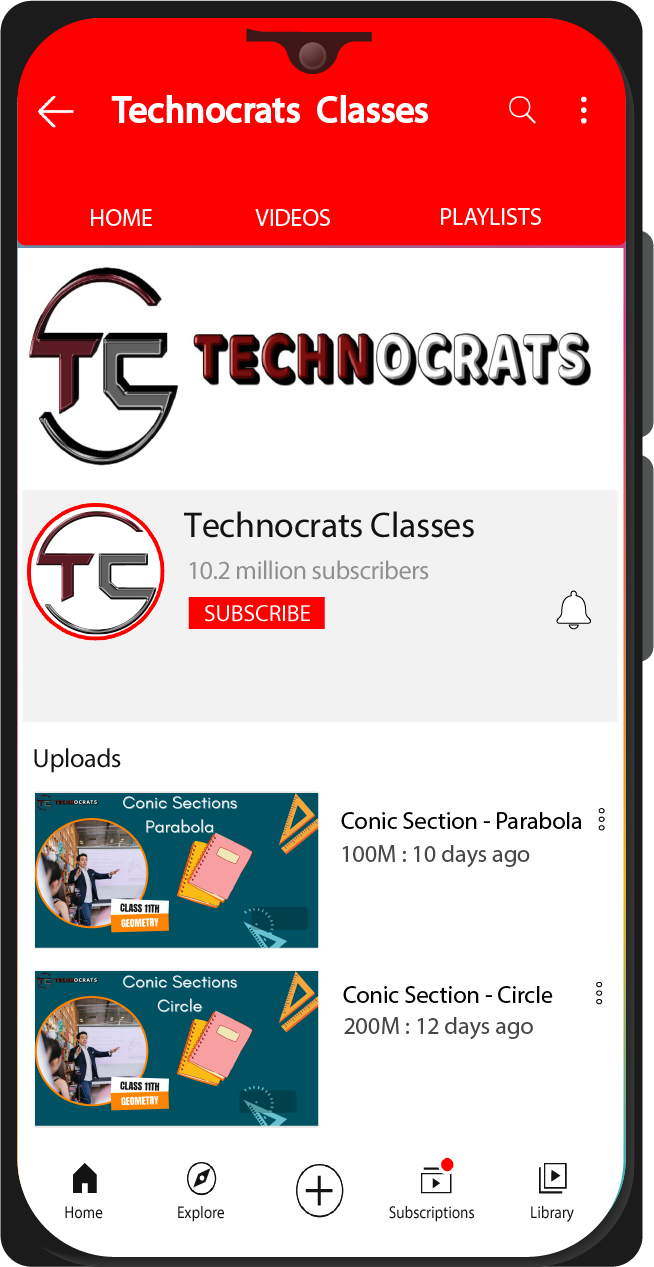 Technocrats Classes
HOME VIDEOS PLAYLISTS
TC TECHNOCRATS
TC
Technocrats Classes
10.2 million subscribers
SUBSCRIBE
Uploads
TECHNOCRATS
Conic Sections
Parabola
CLASS 11TH
GEOMETRY
Conic Section - Parabola
100M : 10 days ago
TECHNOCRATS
Conic Sections
Circle
CLASS 11TH
GEOMETRY
Conic Section - Circle
200M : 12 days ago
Home Explore Subscriptions Library